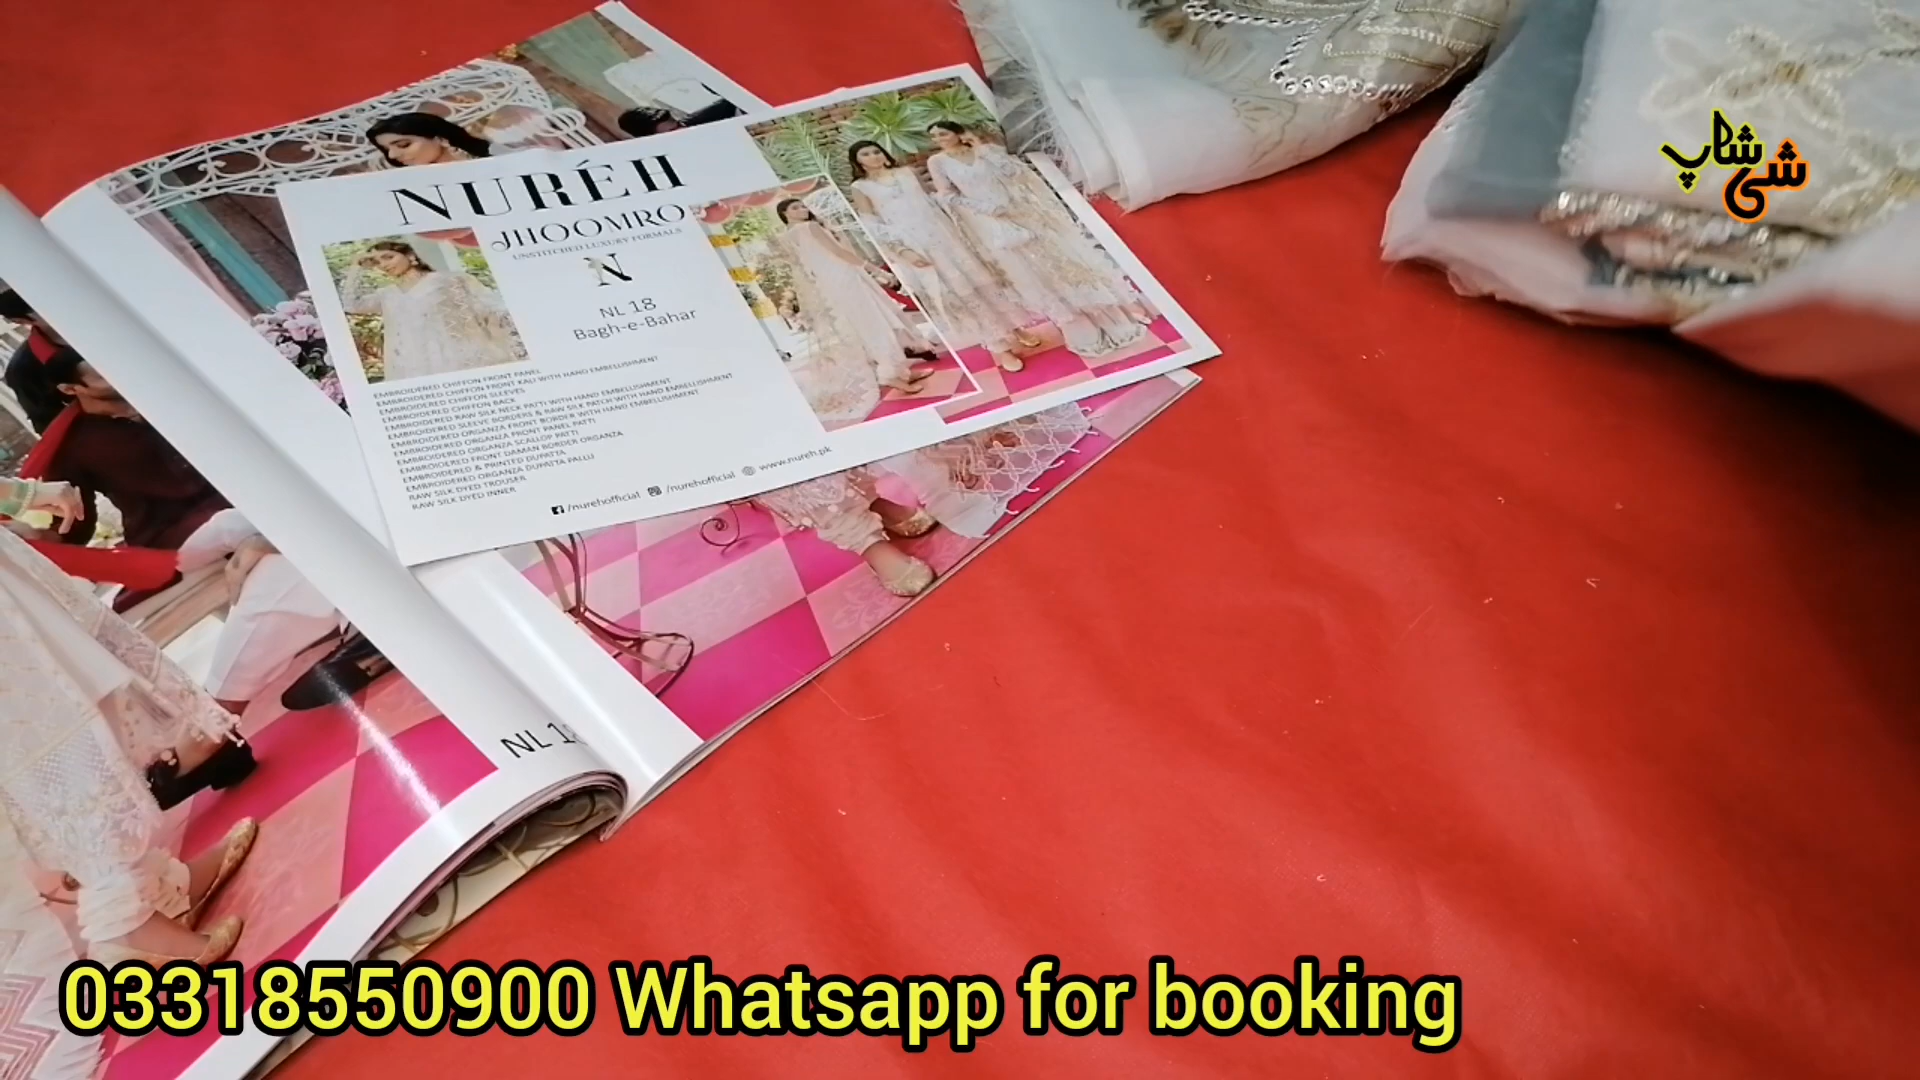 NURÉH
JHOOMRO
UNSTITCHED LUXURY FORMALS
N
NL 18
Bagh-e-Bahar
EMBROIDERED CHIFFON FRONT PANEL
EMBROIDERED CHIFFON FRONT KALI WITH HAND EMBELLISHMENT
EMBROIDERED CHIFFON SLEEVES
EMBROIDERED CHIFFON BACK
EMBROIDERED RAW SILK NECK PATTI WITH HAND EMBELLISHMENT
EMBROIDERED SLEEVE BORDERS & RAW SILK PATCH WITH HAND EMBELLISHMENT
EMBROIDERED ORGANZA FRONT BORDER WITH HAND EMBELLISHMENT
EMBROIDERED ORGANZA FRONT PANEL PATTI
EMBROIDERED ORGANZA SCALLOP PATTI
EMBROIDERED FRONT DAMAN BORDER ORGANZA
EMBROIDERED & PRINTED DUPATTA
EMBROIDERED ORGANZA DUPATTA PALLU
RAW SILK DYED TROUSER
RAW SILK DYED INNER
/nurehofficial /nurehofficial www.nureh.pk
شی شاپ
NL 1
03318550900 Whatsapp for booking